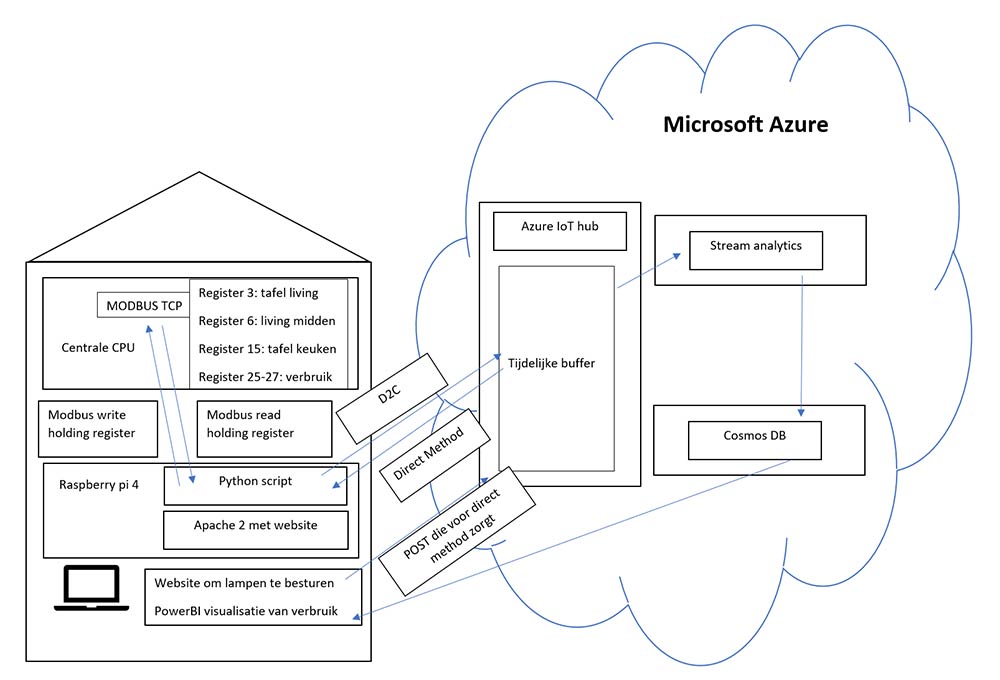 Microsoft Azure
Azure IoT hub
Stream analytics
MODBUS TCP
Register 3: tafel living
Register 6: living midden
Centrale CPU
Register 15: tafel keuken
Register 25-27: verbruik
Tijdelijke buffer
D2C
Modbus write
holding register
Modbus read
holding register
Direct Method
Cosmos DB
Raspberry pi 4
Python script
Apache 2 met website
POST die voor direct
method zorgt
Website om lampen te besturen
PowerBI visualisatie van verbruik